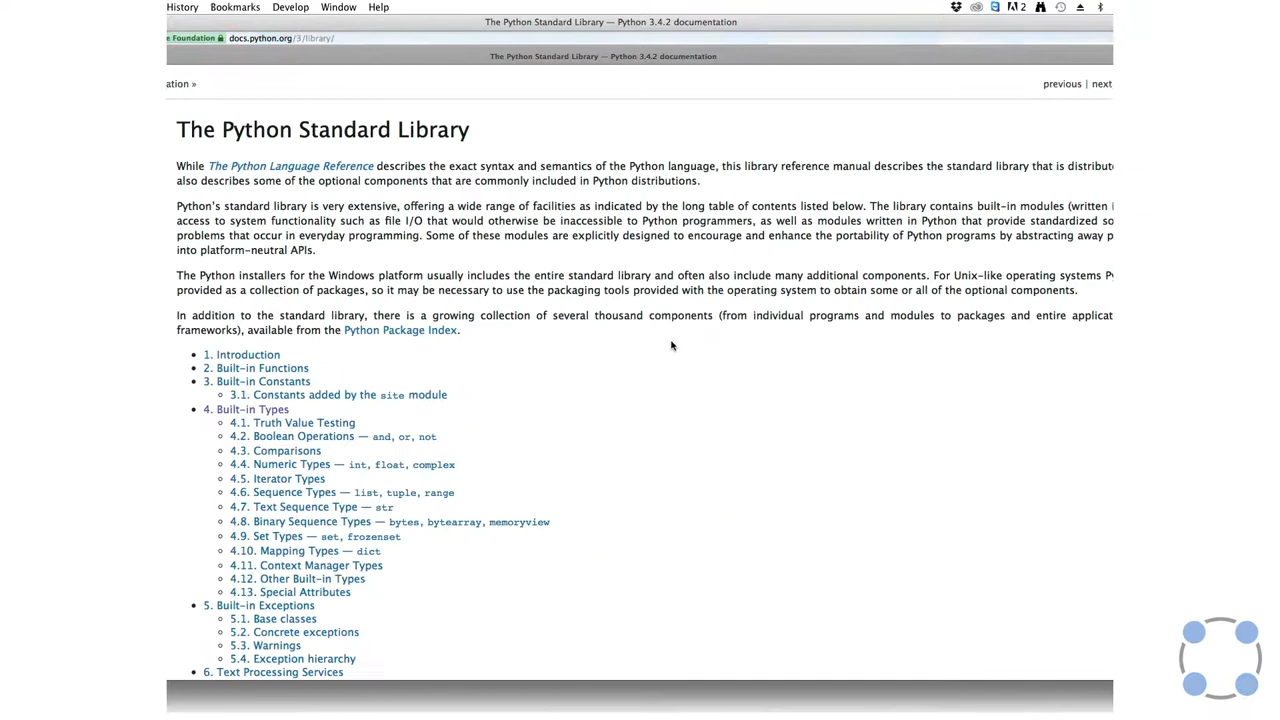 History Bookmarks Develop Window Help 2
The Python Standard Library — Python 3.4.2 documentation
e Foundation docs.python.org/3/library/
The Python Standard Library — Python 3.4.2 documentation
ation » previous | next
The Python Standard Library
While The Python Language Reference describes the exact syntax and semantics of the Python language, this library reference manual describes the standard library that is distribute
also describes some of the optional components that are commonly included in Python distributions.
Python's standard library is very extensive, offering a wide range of facilities as indicated by the long table of contents listed below. The library contains built-in modules (written i
access to system functionality such as file I/O that would otherwise be inaccessible to Python programmers, as well as modules written in Python that provide standardized so
problems that occur in everyday programming. Some of these modules are explicitly designed to encourage and enhance the portability of Python programs by abstracting away p
into platform-neutral APIs.
The Python installers for the Windows platform usually includes the entire standard library and often also include many additional components. For Unix-like operating systems Py
provided as a collection of packages, so it may be necessary to use the packaging tools provided with the operating system to obtain some or all of the optional components.
In addition to the standard library, there is a growing collection of several thousand components (from individual programs and modules to packages and entire applicat
frameworks), available from the Python Package Index.
• 1. Introduction
• 2. Built-in Functions
• 3. Built-in Constants
◦ 3.1. Constants added by the site module
• 4. Built-in Types
◦ 4.1. Truth Value Testing
◦ 4.2. Boolean Operations — and, or, not
◦ 4.3. Comparisons
◦ 4.4. Numeric Types — int, float, complex
◦ 4.5. Iterator Types
◦ 4.6. Sequence Types — list, tuple, range
◦ 4.7. Text Sequence Type — str
◦ 4.8. Binary Sequence Types — bytes, bytearray, memoryview
◦ 4.9. Set Types — set, frozenset
◦ 4.10. Mapping Types — dict
◦ 4.11. Context Manager Types
◦ 4.12. Other Built-in Types
◦ 4.13. Special Attributes
• 5. Built-in Exceptions
◦ 5.1. Base classes
◦ 5.2. Concrete exceptions
◦ 5.3. Warnings
◦ 5.4. Exception hierarchy
• 6. Text Processing Services